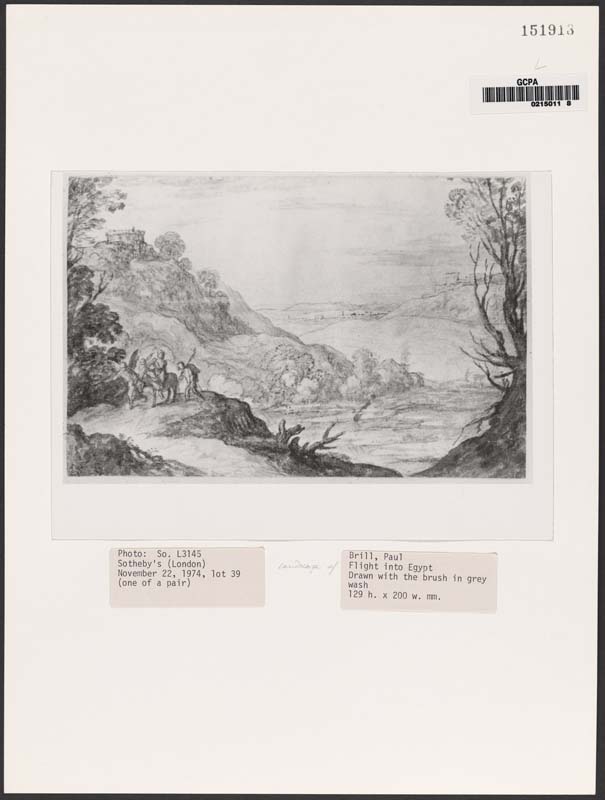 151913
GCPA
0215011 8
Photo: So. L3145
Sotheby's (London)
November 22, 1974, lot 39
(one of a pair)
Landscape w/
Brill, Paul
Flight into Egypt
Drawn with the brush in grey
wash
129 h. x 200 w. mm.